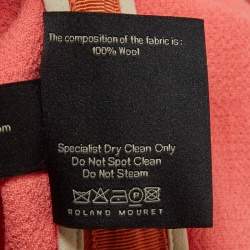 The composition of the fabric is :
100% Wool
om
Specialist Dry Clean Only
Do Not Spot Clean
Do Not Steam
ROLAND MOURET